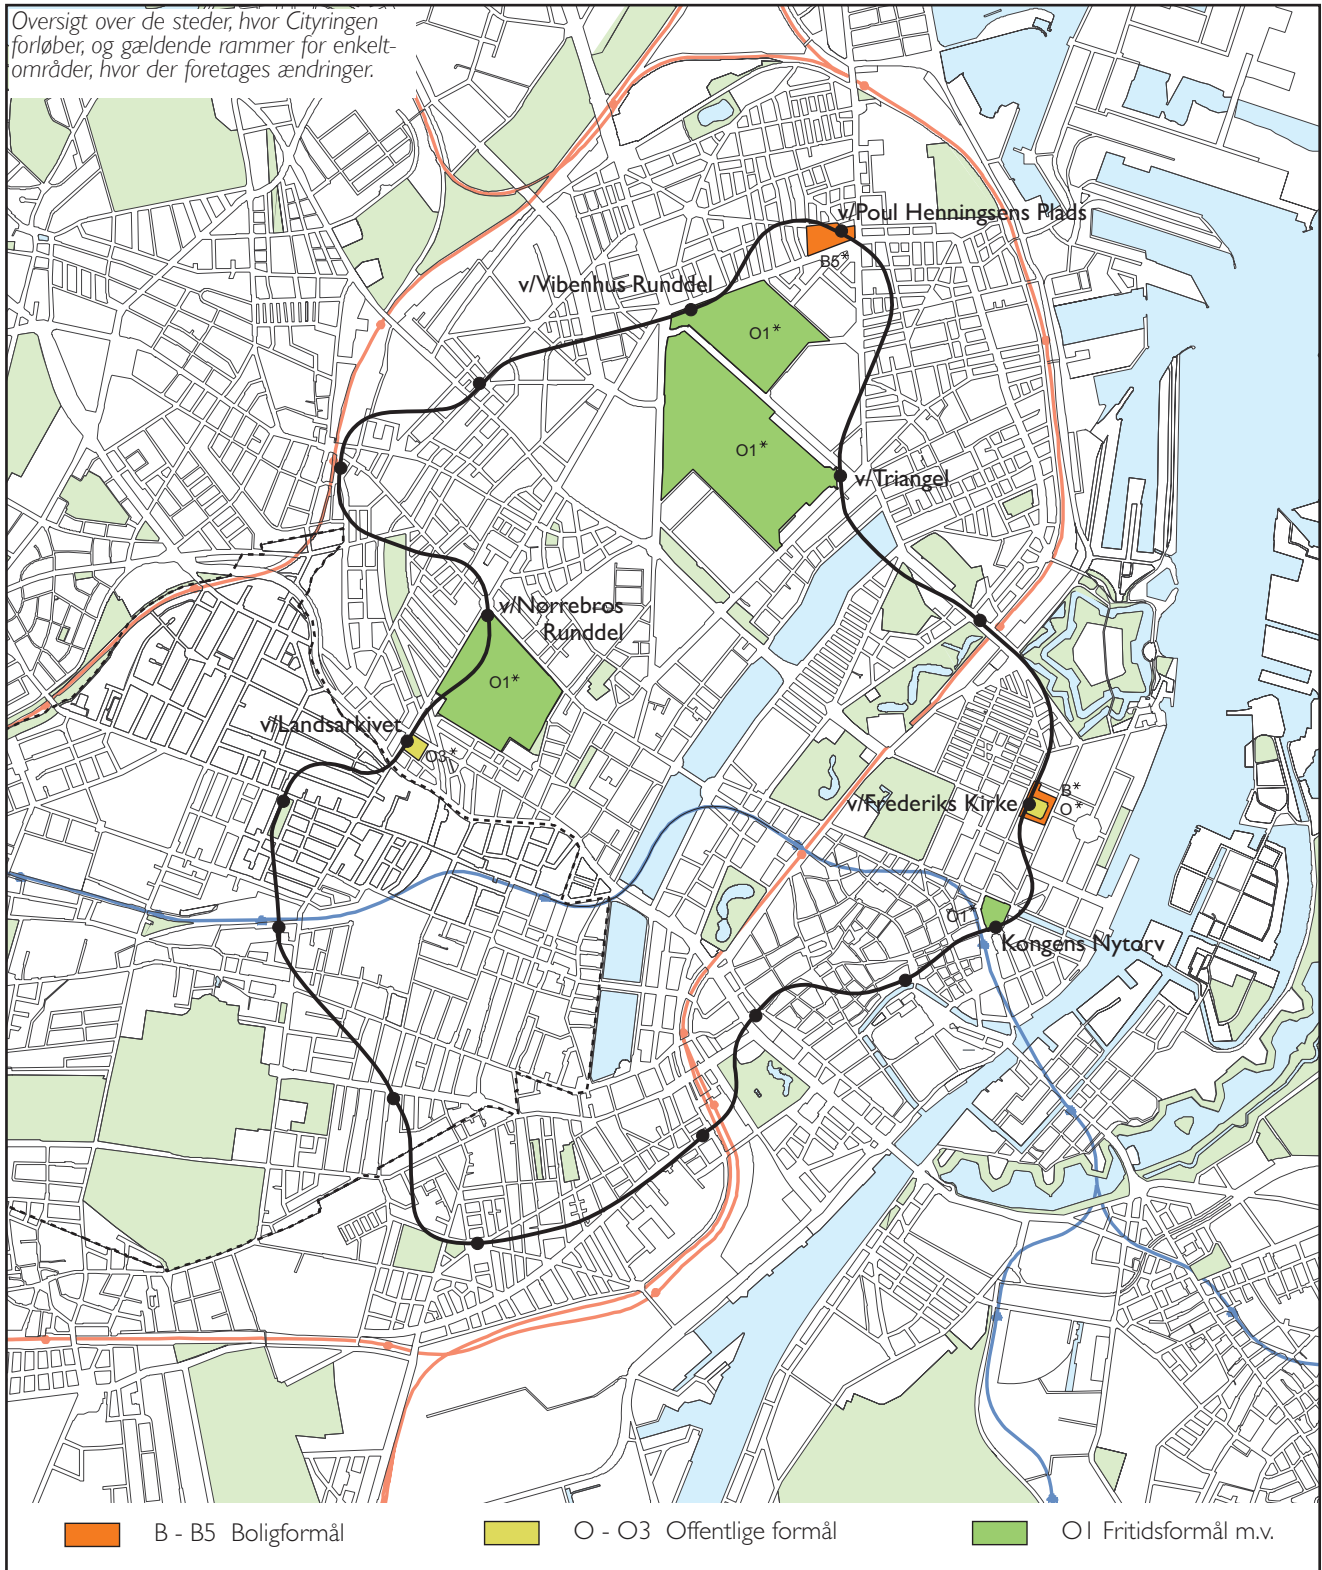 Oversigt over de steder, hvor Cityringen
forløber, og gældende rammer for enkelt-
områder, hvor der foretages ændringer.
v/Poul Henningsens Plads
B5*
v/Vibenhus Runddel
O1*
O1*
v/Triangel
v/Nørrebros
Runddel
O1*
v/Landsarkivet
O3*
v/Frederiks Kirke
B*
O*
O1*
Kongens Nytorv
B - B5 Boligformål
O - O3 Offentlige formål
O1 Fritidsformål m.v.